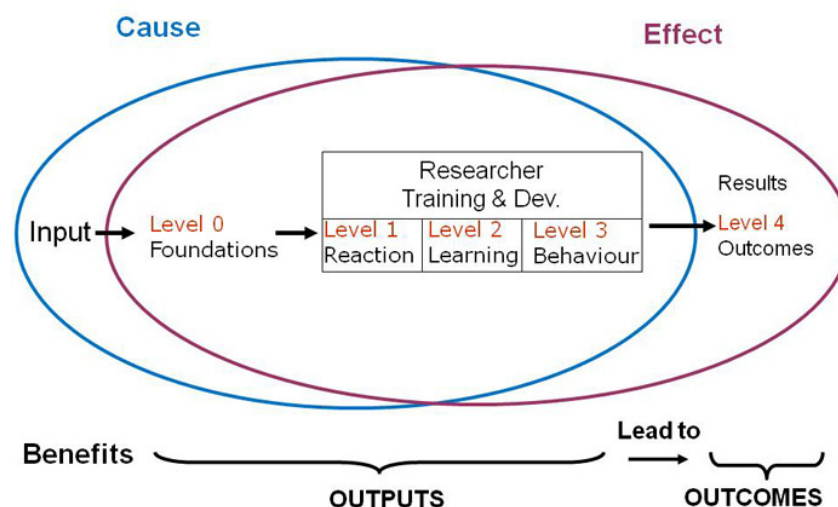 Cause
Effect
Researcher
Training & Dev.
Results
Input
Level 0
Foundations
Level 1
Reaction
Level 2
Learning
Level 3
Behaviour
Level 4
Outcomes
Benefits
Lead to
OUTPUTS
OUTCOMES